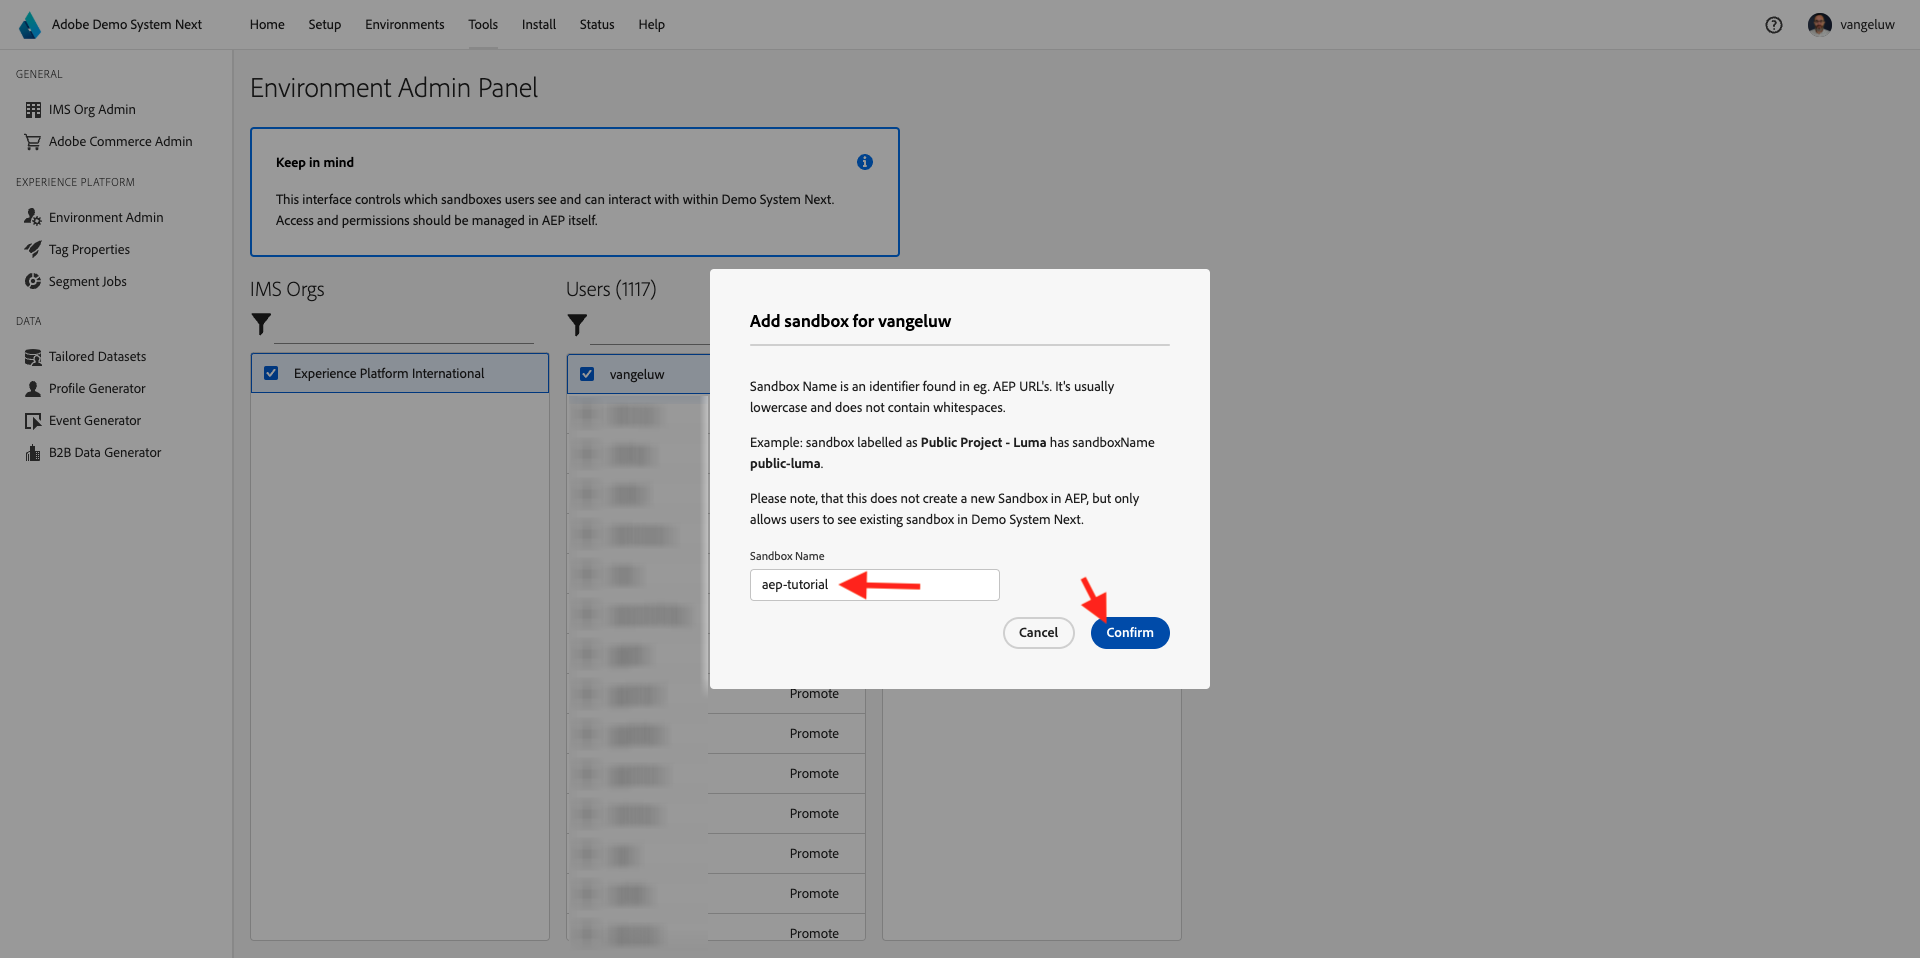 Adobe Demo System Next
Home
Setup
Environments
Tools
Install
Status
Help
vangeluw
GENERAL
IMS Org Admin
Adobe Commerce Admin
EXPERIENCE PLATFORM
Environment Admin
Tag Properties
Segment Jobs
DATA
Tailored Datasets
Profile Generator
Event Generator
B2B Data Generator
Environment Admin Panel
Keep in mind
This interface controls which sandboxes users see and can interact with within Demo System Next.
Access and permissions should be managed in AEP itself.
IMS Orgs
Experience Platform International
Users (1117)
vangeluw
Promote
Promote
Promote
Promote
Promote
Promote
Promote
Add sandbox for vangeluw
Sandbox Name is an identifier found in eg. AEP URL's. It's usually
lowercase and does not contain whitespaces.
Example: sandbox labelled as Public Project - Luma has sandboxName
public-luma.
Please note, that this does not create a new Sandbox in AEP, but only
allows users to see existing sandbox in Demo System Next.
Sandbox Name
aep-tutorial
Cancel
Confirm